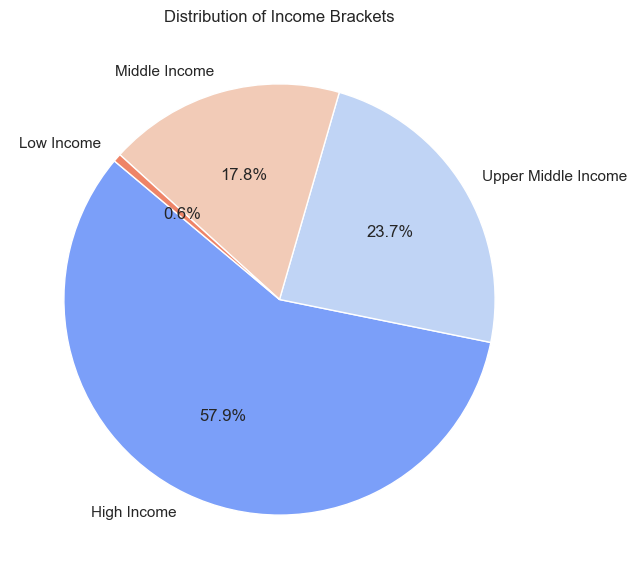 Distribution of Income Brackets
Middle Income
Low Income
Upper Middle Income
17.8%
0.6%
23.7%
57.9%
High Income